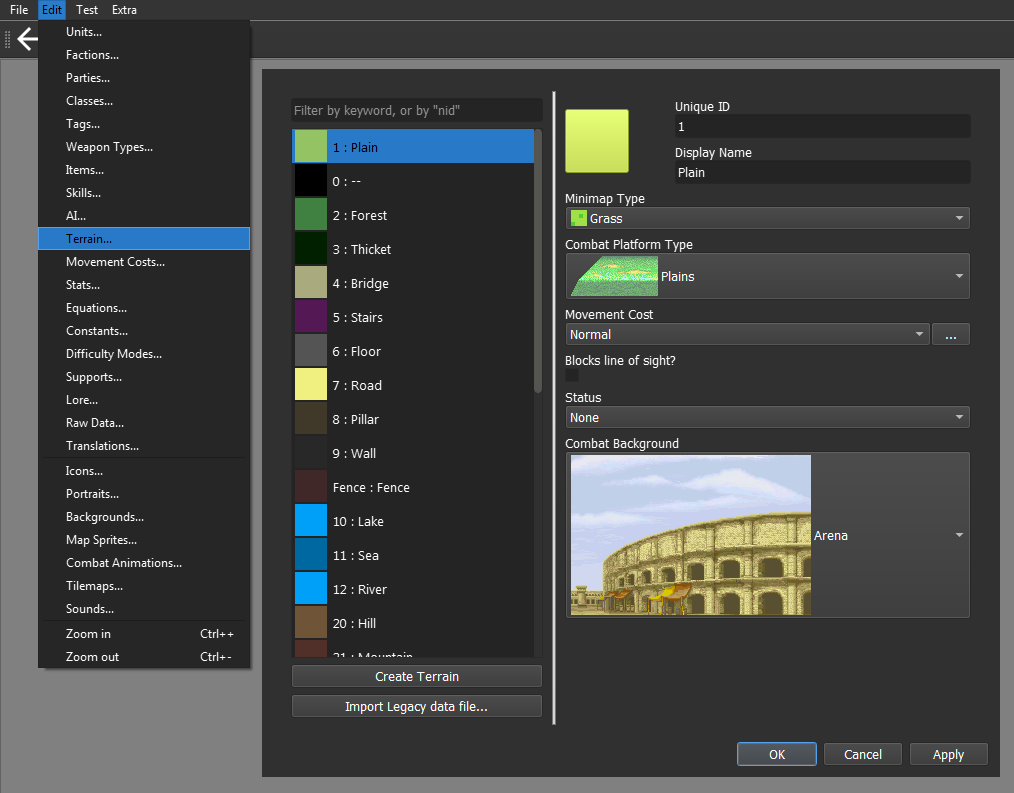 File Edit Test Extra
Units...
Factions...
Parties...
Classes...
Tags...
Weapon Types...
Items...
Skills...
AI...
Terrain...
Movement Costs...
Stats...
Equations...
Constants...
Difficulty Modes...
Supports...
Lore...
Raw Data...
Translations...
Icons...
Portraits...
Backgrounds...
Map Sprites...
Combat Animations...
Tilemaps...
Sounds...
Zoom in Ctrl++
Zoom out Ctrl+-
Filter by keyword, or by "nid"
1 : Plain
0 : --
2 : Forest
3 : Thicket
4 : Bridge
5 : Stairs
6 : Floor
7 : Road
8 : Pillar
9 : Wall
Fence : Fence
10 : Lake
11 : Sea
12 : River
20 : Hill
21 : Mountain
Create Terrain
Import Legacy data file...
Unique ID
1
Display Name
Plain
Minimap Type
Grass
Combat Platform Type
Plains
Movement Cost
Normal
...
Blocks line of sight?
Status
None
Combat Background
Arena
OK Cancel Apply